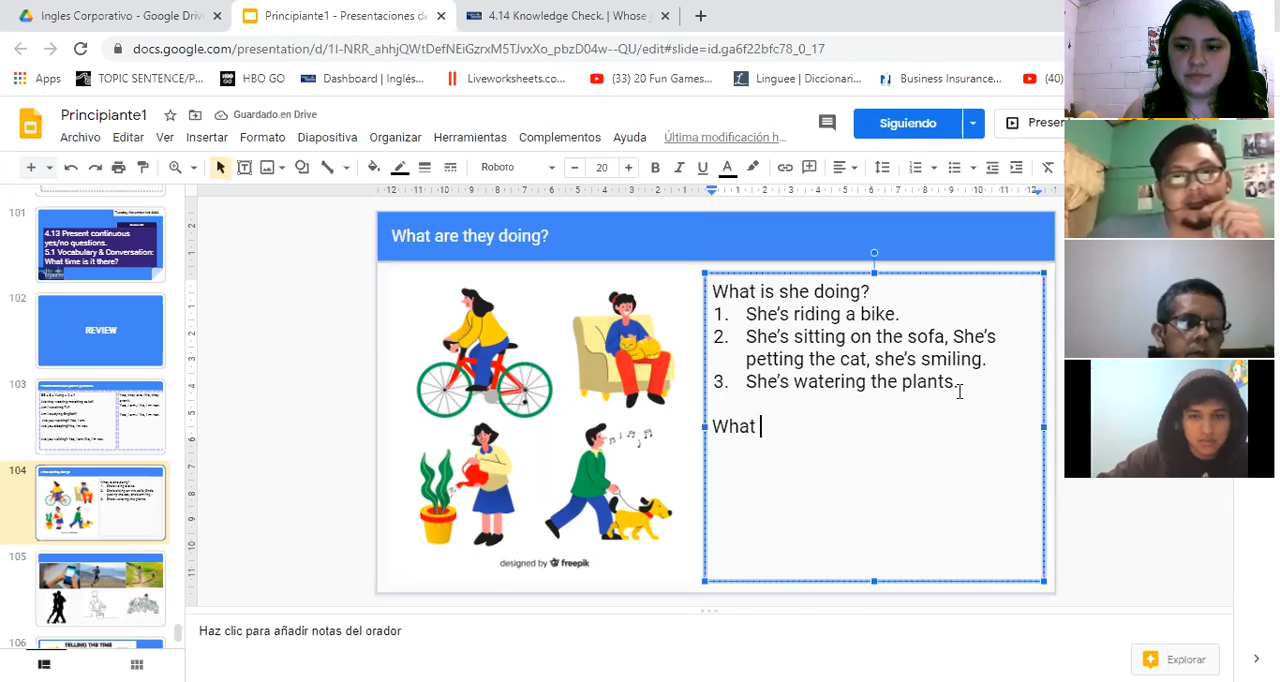 Ingles Corporativo - Google Driv
Principiante1 - Presentaciones de
4.14 Knowledge Check. | Whose j
docs.google.com/presentation/d/1I-NRR_ahhjQWtDefNEiGzrxM5TJvxXo_pbzD04w--QU/edit#slide=id.ga6f22bfc78_0_17
Apps
TOPIC SENTENCE/P...
HBO GO
Dashboard | Inglés...
Liveworksheets.co...
(33) 20 Fun Games...
Linguee | Diccionari...
Business Insurance...
(40)
Principiante1
Guardado en Drive
Archivo Editar Ver Insertar Formato Diapositiva Organizar Herramientas Complementos Ayuda Última modificación h...
Siguiendo
Presen
Roboto
20
101
4.13 Present continuous
yes/no questions.
5.1 Vocabulary & Conversation:
What time is it there?
102
REVIEW
103
104
105
106
TELLING THE TIME
What are they doing?
What is she doing?
1. She's riding a bike.
2. She's sitting on the sofa, She's
petting the cat, she's smiling.
3. She's watering the plants.
What
designed by freepik
Haz clic para añadir notas del orador
Explorar